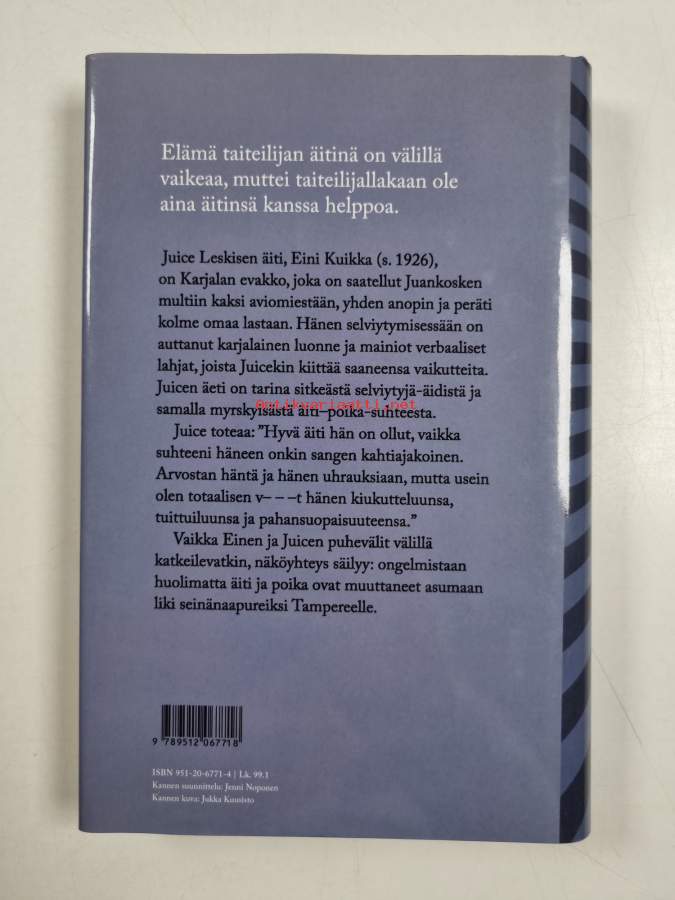 Elämä taiteilijan äitinä on välillä
vaikeaa, muttei taiteilijallakaan ole
aina äitinsä kanssa helppoa.
Juice Leskisen äiti, Eini Kuikka (s. 1926),
on Karjalan evakko, joka on saatellut Juankosken
multiin kaksi aviomiestään, yhden anopin ja peräti
kolme omaa lastaan. Hänen selviytymisessään on
auttanut karjalainen luonne ja mainiot verbaaliset
lahjat, joista Juicekin kiittää saaneensa vaikutteita.
Juicen äeti on tarina sitkeästä selviytyjä-äidistä ja
samalla myrskyisästä äiti–poika-suhteesta.
antikvariaatti.net
Juice toteaa: ”Hyvä äiti hän on ollut, vaikka
suhteeni häneen onkin sangen kahtiajakoinen.
Arvostan häntä ja hänen uhrauksiaan, mutta usein
olen totaalisen v– – –t hänen kiukutteluunsa,
tuittuiluunsa ja pahansuopaisuuteensa.”
Vaikka Einen ja Juicen puhevälit välillä
katkeilevatkin, näköyhteys säilyy: ongelmistaan
huolimatta äiti ja poika ovat muuttaneet asumaan
liki seinänaapureiksi Tampereelle.
9 789512 067718
ISBN 951-20-6771-4 | Lk. 99.1
Kannen suunnittelu: Jenni Noponen
Kannen kuva: Jukka Kuusisto